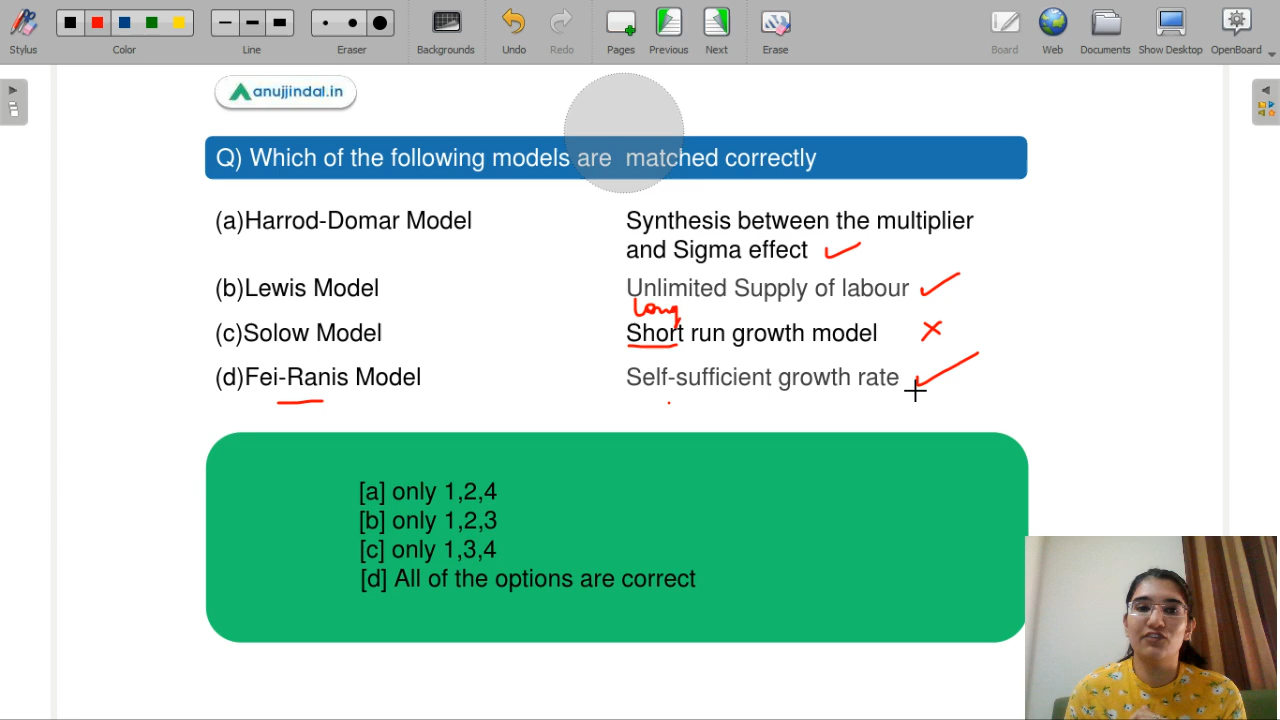 Stylus
Color
Line
Eraser
Backgrounds
Undo
Redo
Pages
Previous
Next
Erase
Board
Web
Documents
Show Desktop
OpenBoard
anujjindal.in
Q) Which of the following models are matched correctly
(a)Harrod-Domar Model Synthesis between the multiplier
and Sigma effect
(b)Lewis Model Unlimited Supply of labour
Long
(c)Solow Model Short run growth model
(d)Fei-Ranis Model Self-sufficient growth rate
[a] only 1,2,4
[b] only 1,2,3
[c] only 1,3,4
[d] All of the options are correct